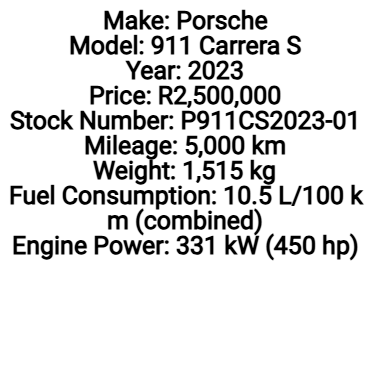 Make: Porsche
Model: 911 Carrera S
Year: 2023
Price: R2,500,000
Stock Number: P911CS2023-01
Mileage: 5,000 km
Weight: 1,515 kg
Fuel Consumption: 10.5 L/100 k
m (combined)
Engine Power: 331 kW (450 hp)